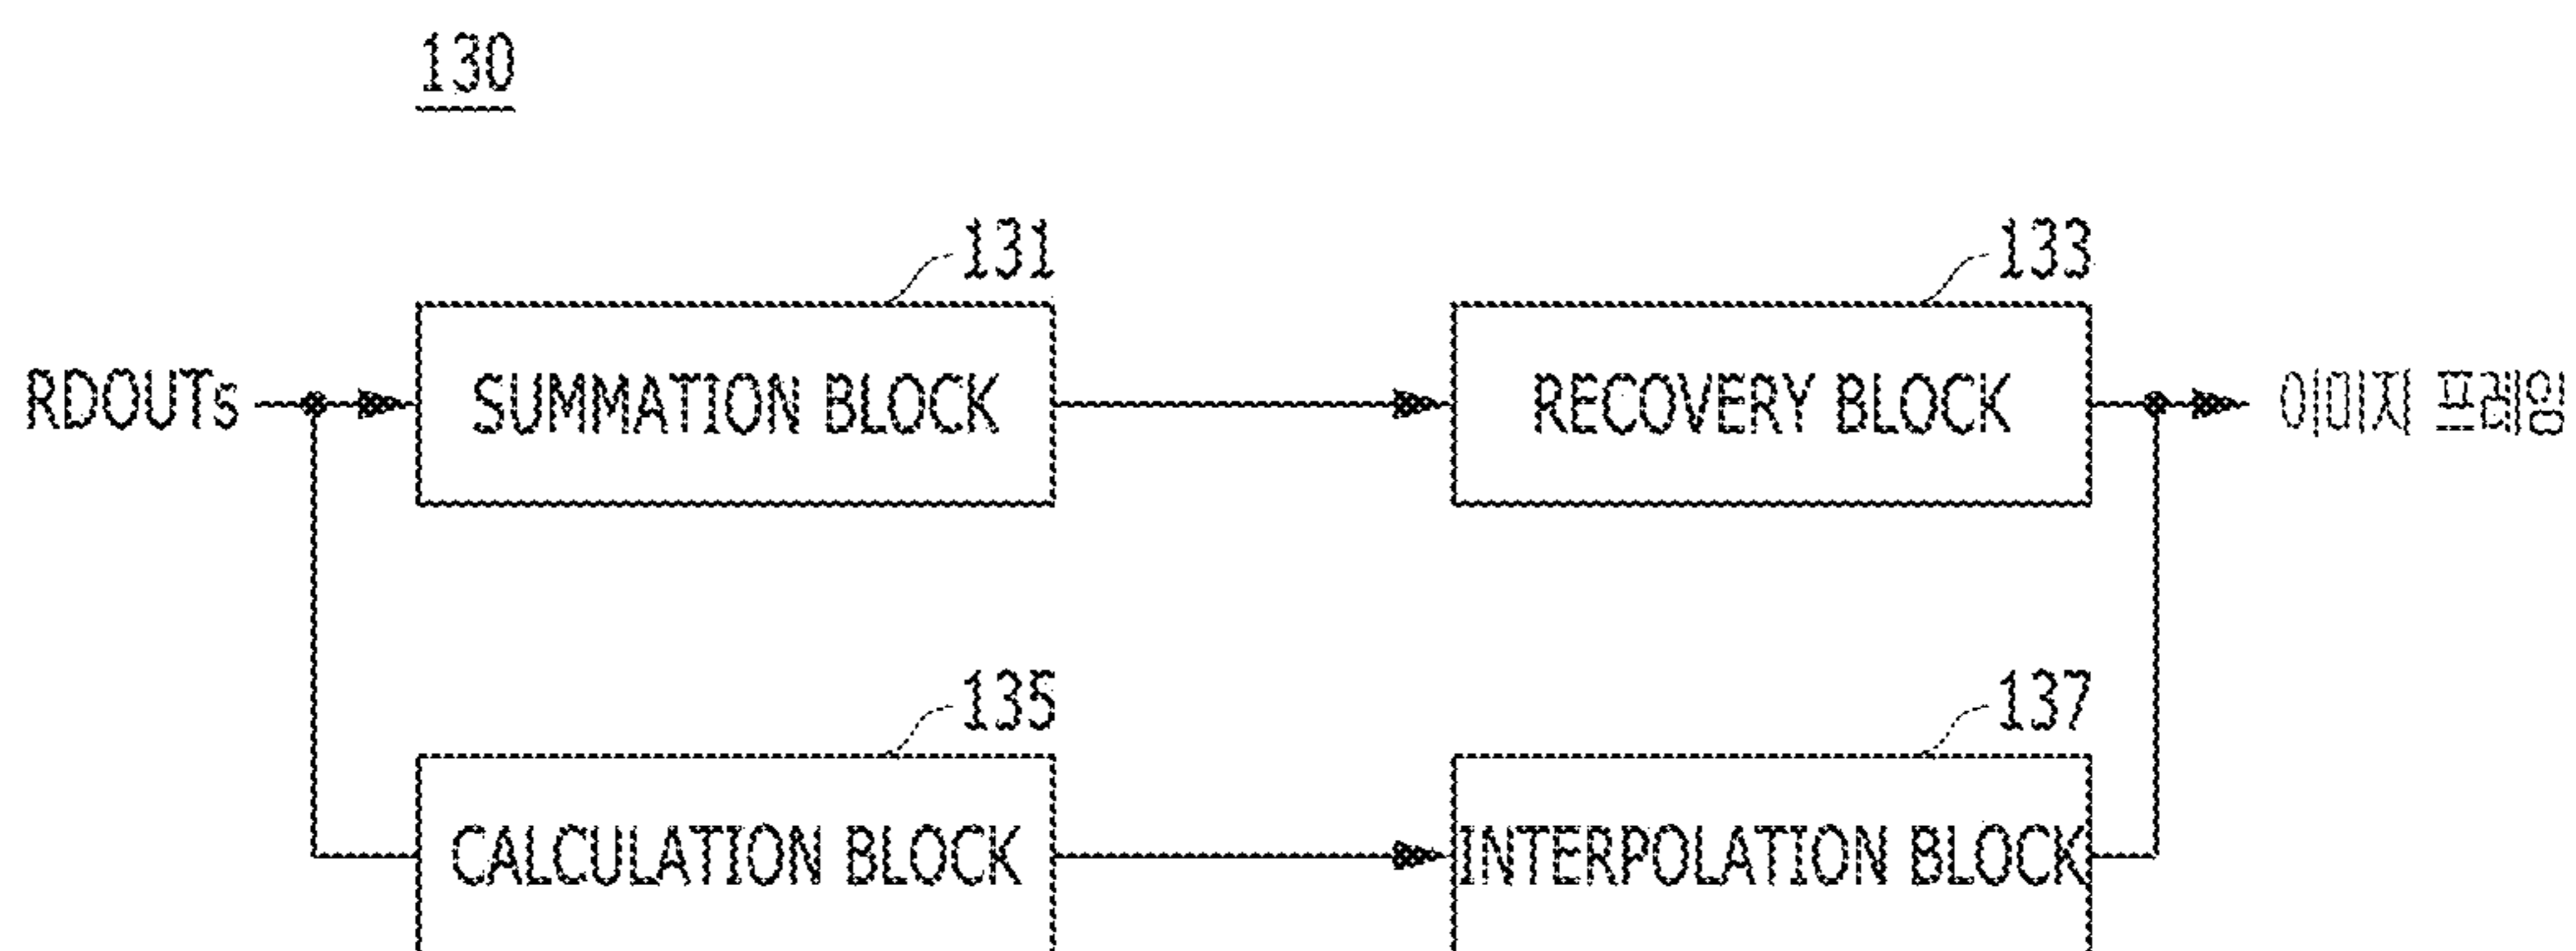 130
131
133
RDOUTs
SUMMATION BLOCK
RECOVERY BLOCK
이미지 프레임
135
137
CALCULATION BLOCK
INTERPOLATION BLOCK